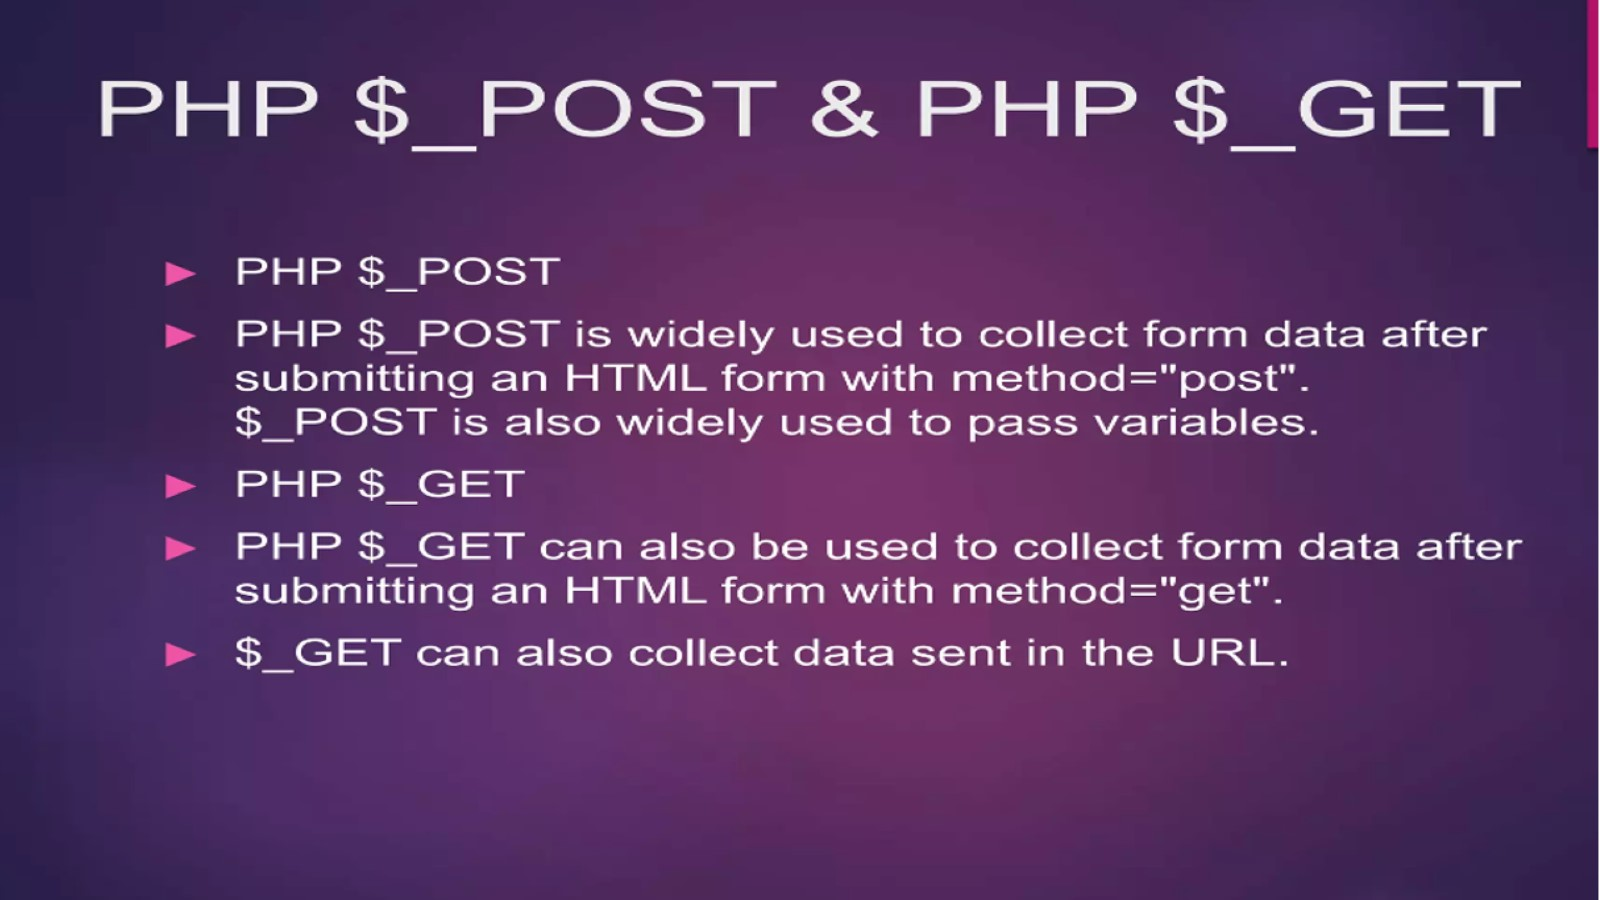 PHP $_POST & PHP $_GET
PHP $_POST
PHP $_POST is widely used to collect form data after
submitting an HTML form with method="post".
$_POST is also widely used to pass variables.
PHP $_GET
PHP $_GET can also be used to collect form data after
submitting an HTML form with method="get".
$_GET can also collect data sent in the URL.